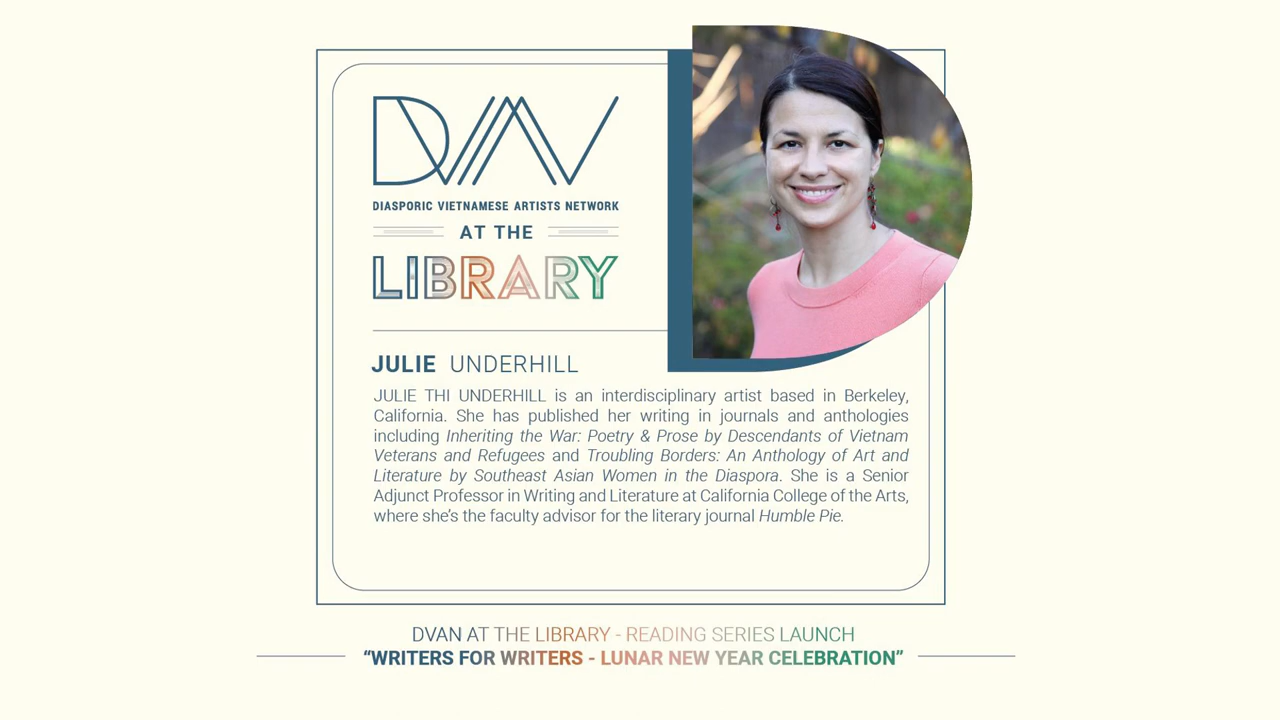 DVAN
DIASPORIC VIETNAMESE ARTISTS NETWORK
AT THE
LIBRARY
JULIE UNDERHILL
JULIE THI UNDERHILL is an interdisciplinary artist based in Berkeley,
California. She has published her writing in journals and anthologies
including Inheriting the War: Poetry & Prose by Descendants of Vietnam
Veterans and Refugees and Troubling Borders: An Anthology of Art and
Literature by Southeast Asian Women in the Diaspora. She is a Senior
Adjunct Professor in Writing and Literature at California College of the Arts,
where she’s the faculty advisor for the literary journal Humble Pie.
DVAN AT THE LIBRARY - READING SERIES LAUNCH
“WRITERS FOR WRITERS - LUNAR NEW YEAR CELEBRATION”